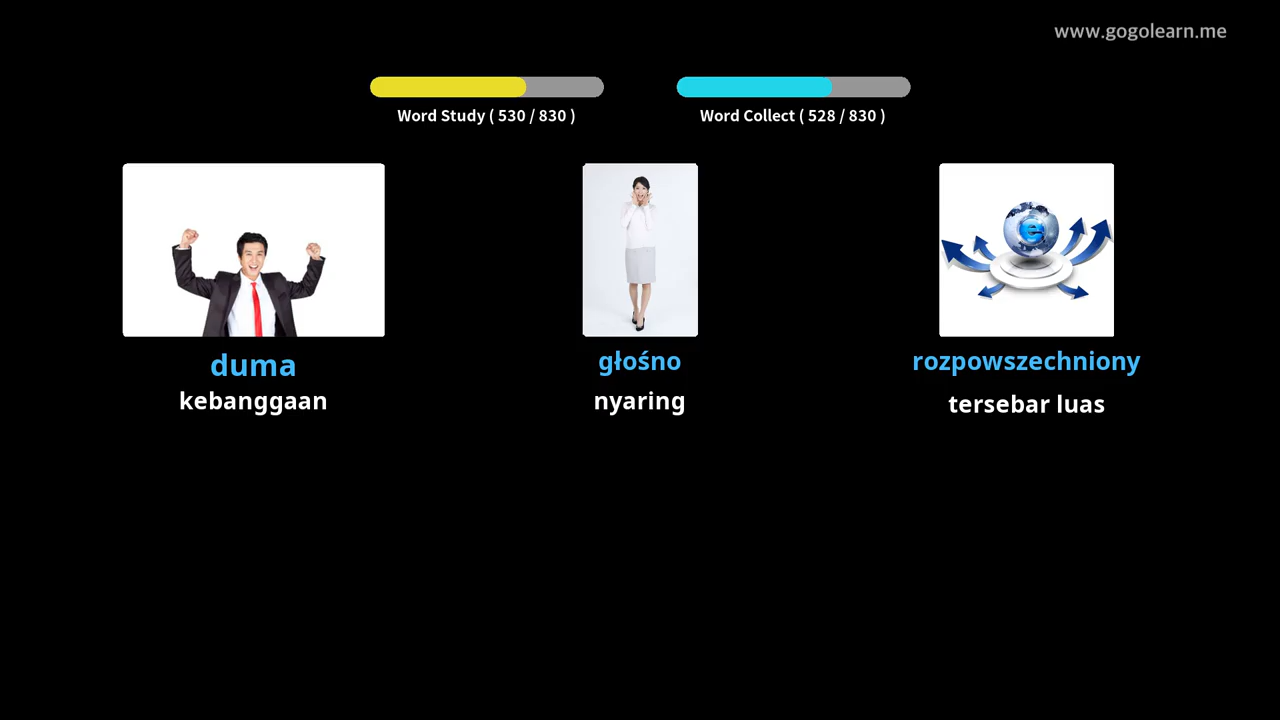 www.gogolearn.me
Word Study ( 530 / 830 )
Word Collect ( 528 / 830 )
e
duma
kebanggaan
głośno
nyaring
rozpowszechniony
tersebar luas